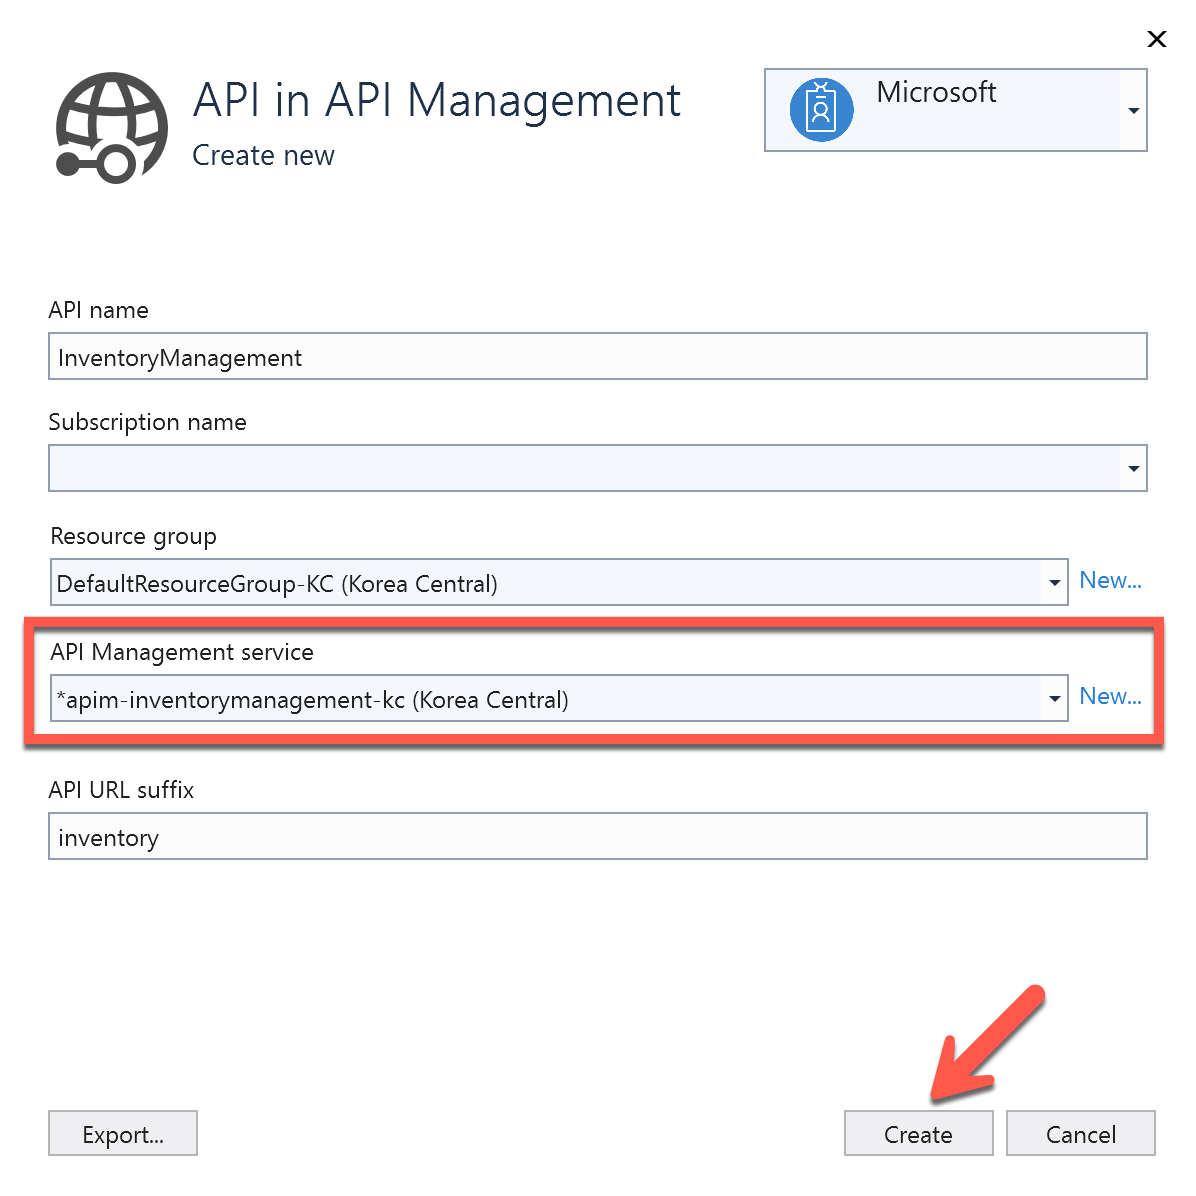 API in API Management
Create new
Microsoft
API name
InventoryManagement
Subscription name
Resource group
DefaultResourceGroup-KC (Korea Central)
New...
API Management service
*apim-inventorymanagement-kc (Korea Central)
New...
API URL suffix
inventory
Export...
Create
Cancel